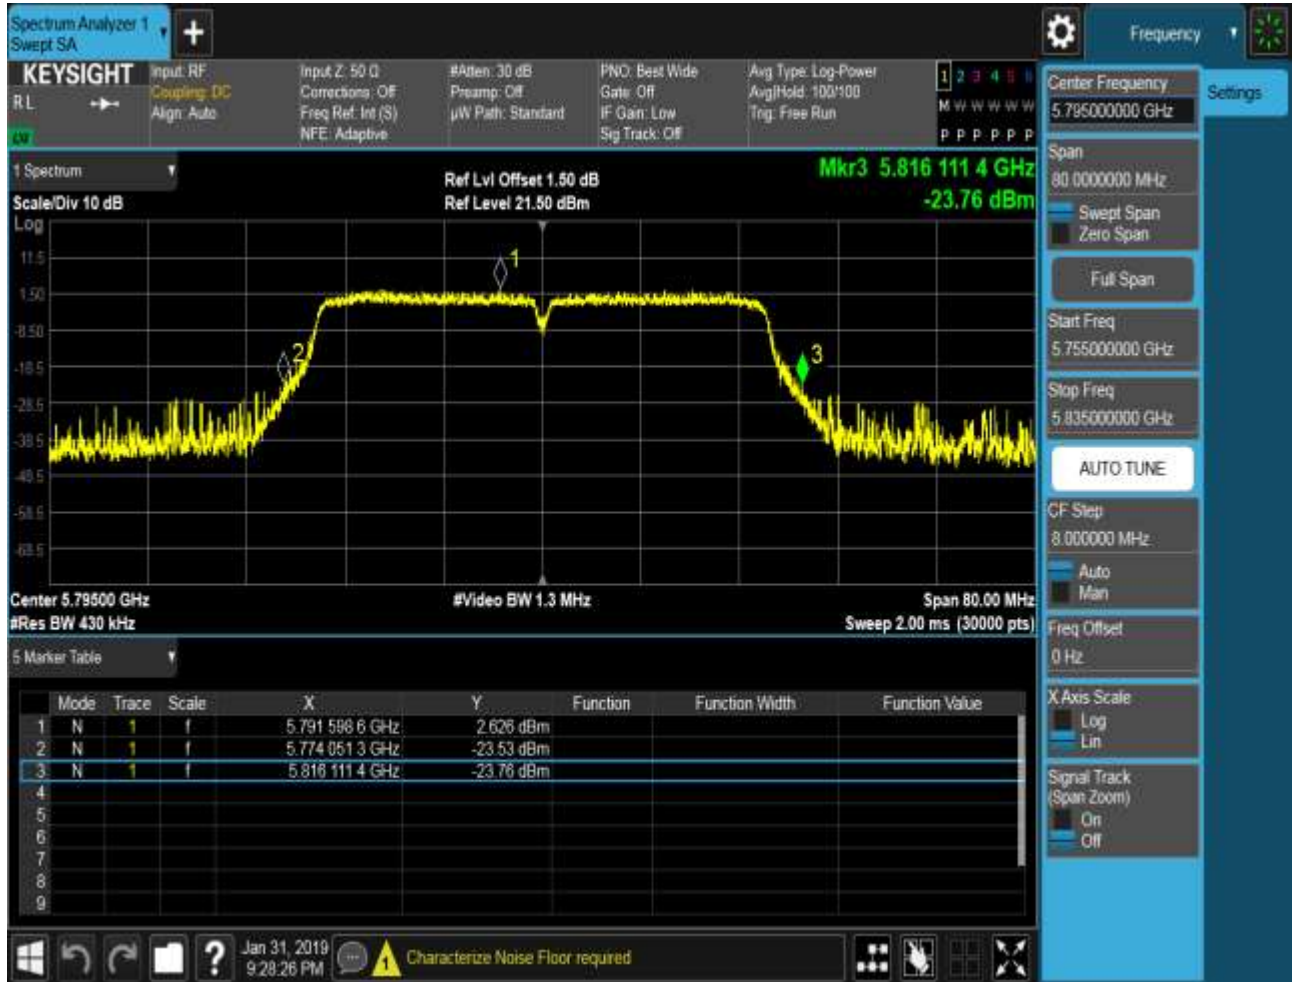 Spectrum Analyzer 1
Swept SA
+
Frequency
KEYSIGHT
R L
Input: RF
Coupling: DC
Align: Auto
Input Z: 50 Ω
Corrections: Off
Freq Ref: Int (S)
NFE: Adaptive
#Atten: 30 dB
Preamp: Off
µW Path: Standard
PNO: Best Wide
Gate: Off
IF Gain: Low
Sig Track: Off
Avg Type: Log-Power
Avg|Hold: 100/100
Trig: Free Run
1 2 3 4 5 6
M W W W W W
P P P P P P
1 Spectrum
Scale/Div 10 dB
Ref Lvl Offset 1.50 dB
Ref Level 21.50 dBm
Mkr3 5.816 111 4 GHz
-23.76 dBm
Log
11.5
1.50
-8.50
-18.5
-28.5
-38.5
-48.5
-58.5
-68.5
1
2
3
Center 5.79500 GHz
#Video BW 1.3 MHz
Span 80.00 MHz
#Res BW 430 kHz
Sweep 2.00 ms (30000 pts)
5 Marker Table
Mode Trace Scale X Y Function Function Width Function Value
1 N 1 f 5.791 598 6 GHz 2.626 dBm
2 N 1 f 5.774 051 3 GHz -23.53 dBm
3 N 1 f 5.816 111 4 GHz -23.76 dBm
4
5
6
7
8
9
Center Frequency
5.795000000 GHz
Settings
Span
80.0000000 MHz
Swept Span
Zero Span
Full Span
Start Freq
5.755000000 GHz
Stop Freq
5.835000000 GHz
AUTO TUNE
CF Step
8.000000 MHz
Auto
Man
Freq Offset
0 Hz
X Axis Scale
Log
Lin
Signal Track
(Span Zoom)
On
Off
?
Jan 31, 2019
9:28:26 PM
1
Characterize Noise Floor required